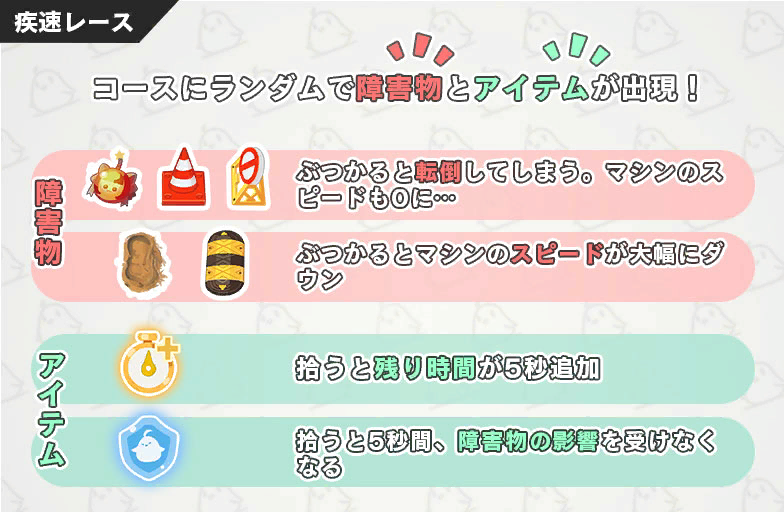 疾速レース
コースにランダムで障害物とアイテムが出現！
障害物
ぶつかると転倒してしまう。マシンのス
ピードも0に…
ぶつかるとマシンのスピードが大幅にダ
ウン
アイテム
拾うと残り時間が5秒追加
拾うと5秒間、障害物の影響を受けなく
なる